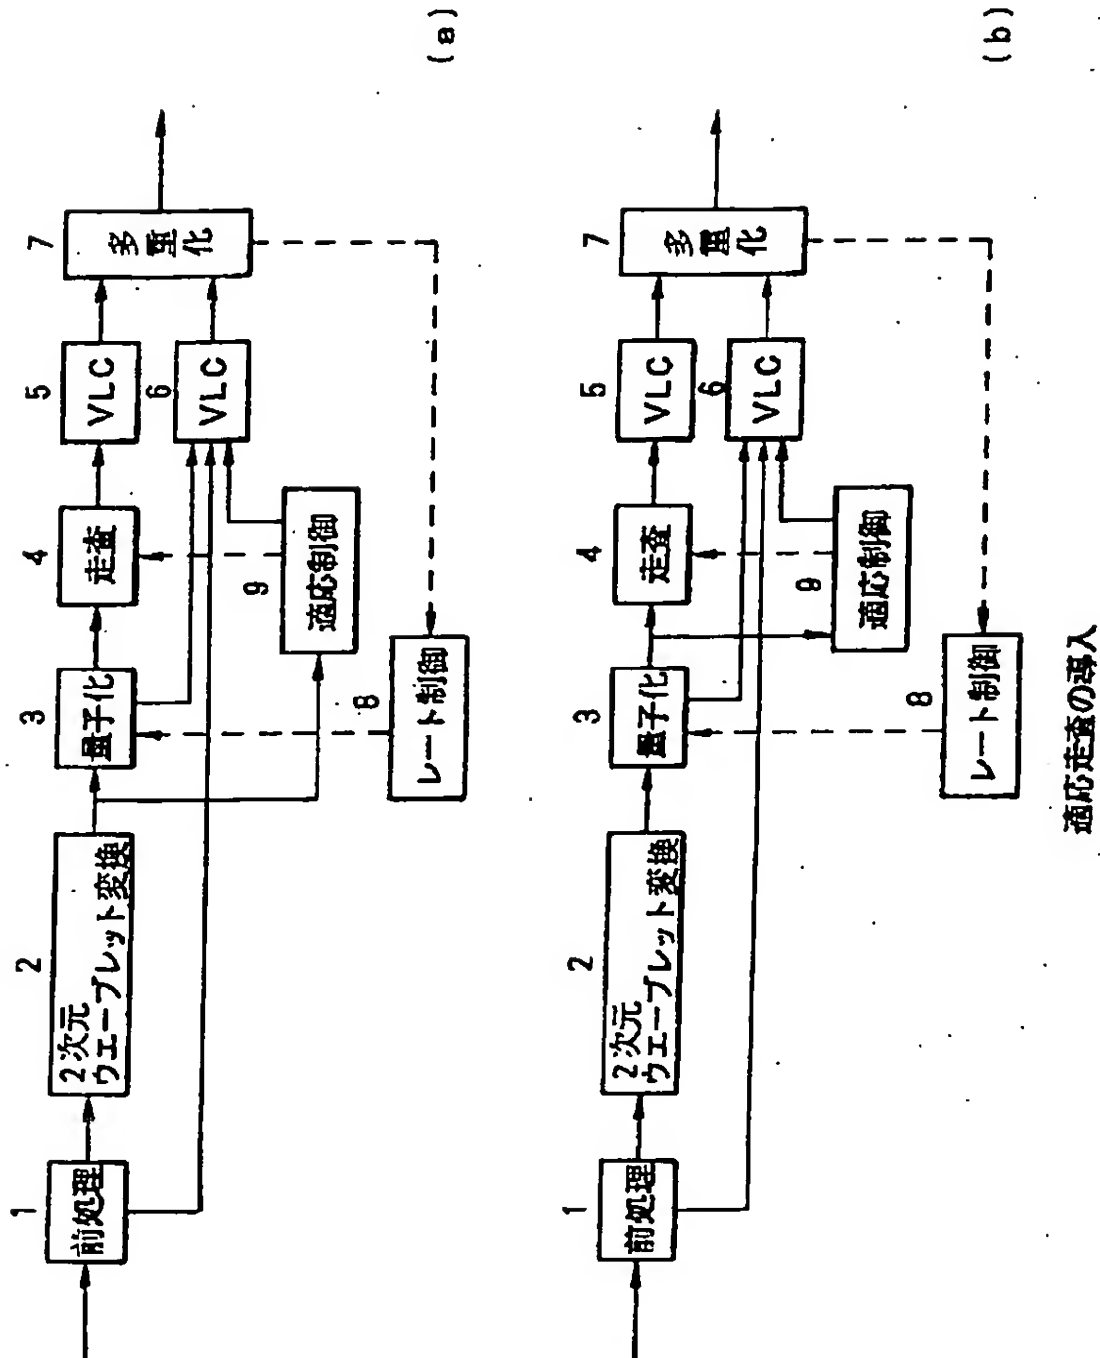 (a)
1
前処理
2
2次元
ウェーブレット変換
3
量子化
4
走査
5
VLC
6
VLC
7
多重化
8
レート制御
9
適応制御
(b)
1
前処理
2
2次元
ウェーブレット変換
3
量子化
4
走査
5
VLC
6
VLC
7
多重化
8
レート制御
9
適応制御
適応走査の導入